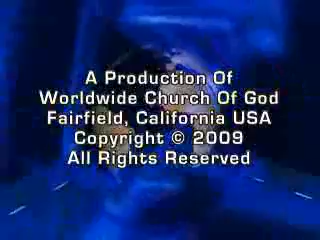 A Production Of
Worldwide Church Of God
Fairfield, California USA
Copyright © 2009
All Rights Reserved